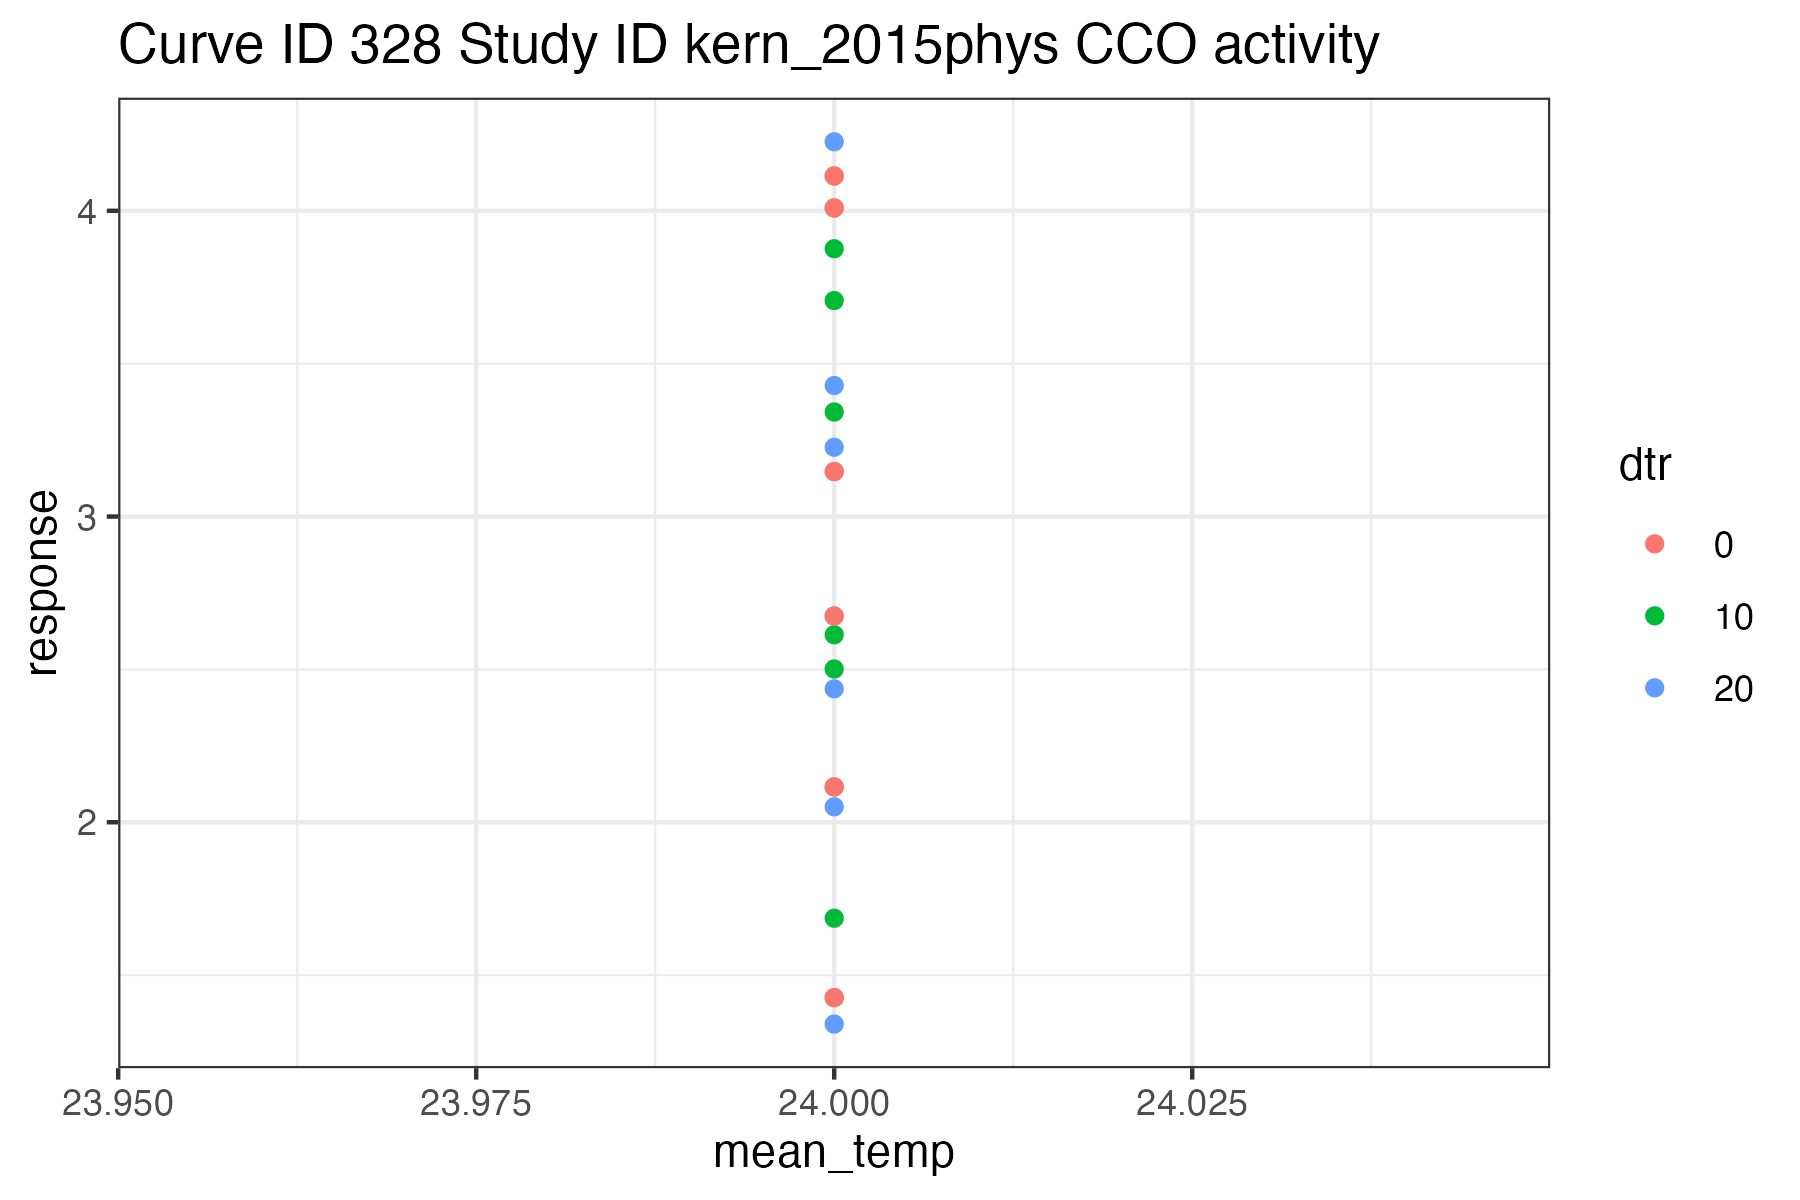 Curve ID 328 Study ID kern_2015phys CCO activity
response
4
3
2
23.950
23.975
24.000
24.025
mean_temp
dtr
0
10
20